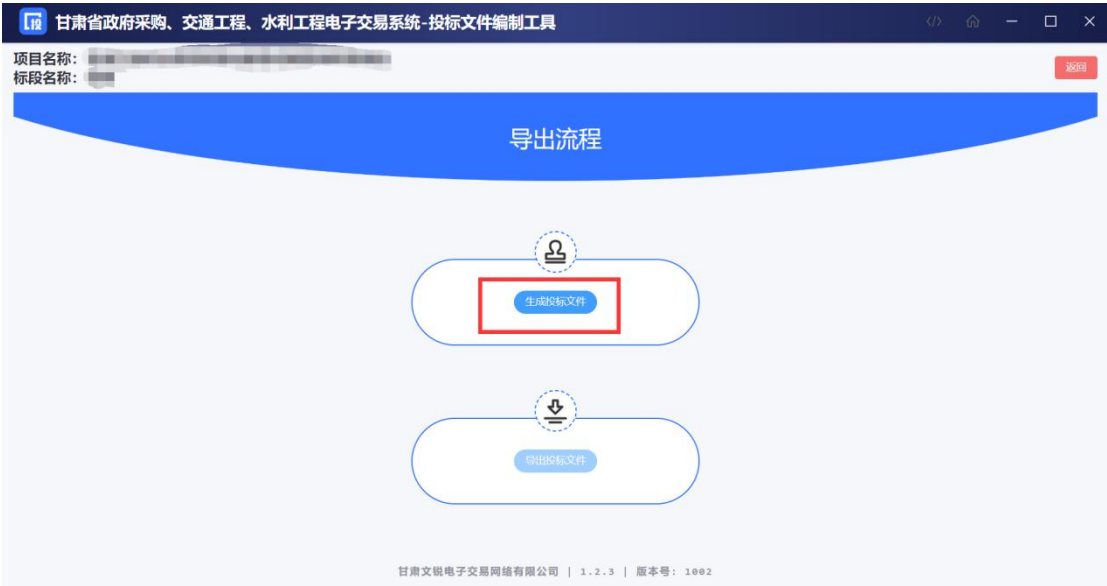 投
甘肃省政府采购、交通工程、水利工程电子交易系统-投标文件编制工具
项目名称:
标段名称:
返回
导出流程
生成投标文件
导出投标文件
甘肃文锐电子交易网络有限公司 | 1.2.3 | 版本号: 1002